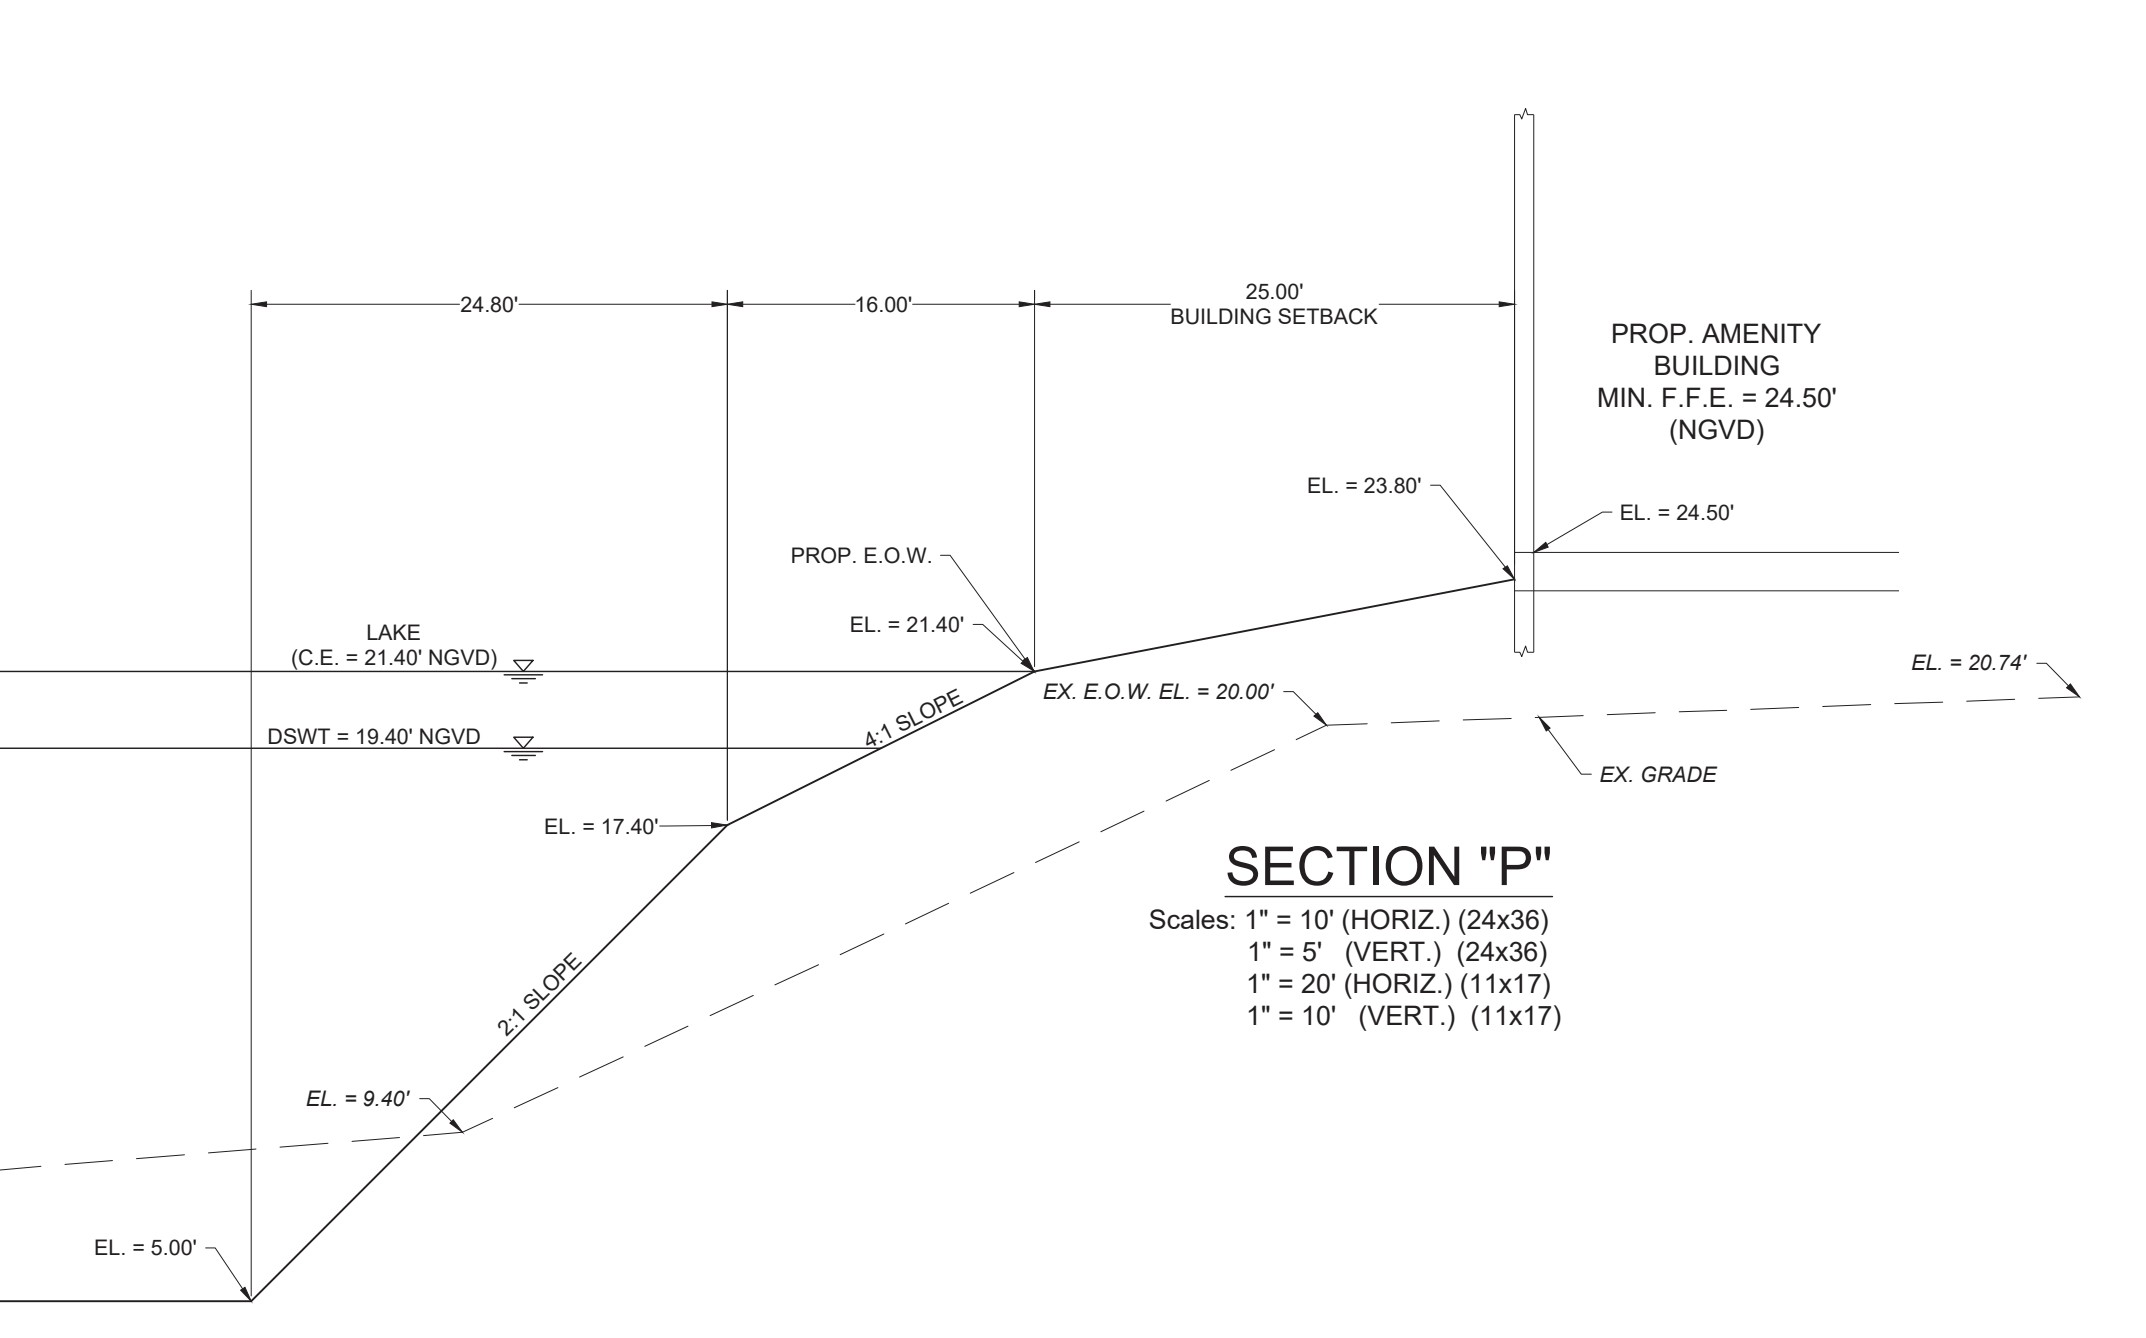 24.80'
16.00'
25.00'
BUILDING SETBACK
PROP. AMENITY
BUILDING
MIN. F.F.E. = 24.50'
(NGVD)
EL. = 23.80'
EL. = 24.50'
PROP. E.O.W.
EL. = 21.40'
LAKE
(C.E. = 21.40' NGVD)
EX. E.O.W. EL. = 20.00'
EL. = 20.74'
4:1 SLOPE
DSWT = 19.40' NGVD
EX. GRADE
EL. = 17.40'
SECTION "P"
Scales: 1" = 10' (HORIZ.) (24x36)
1" = 5' (VERT.) (24x36)
1" = 20' (HORIZ.) (11x17)
1" = 10' (VERT.) (11x17)
2:1 SLOPE
EL. = 9.40'
EL. = 5.00'